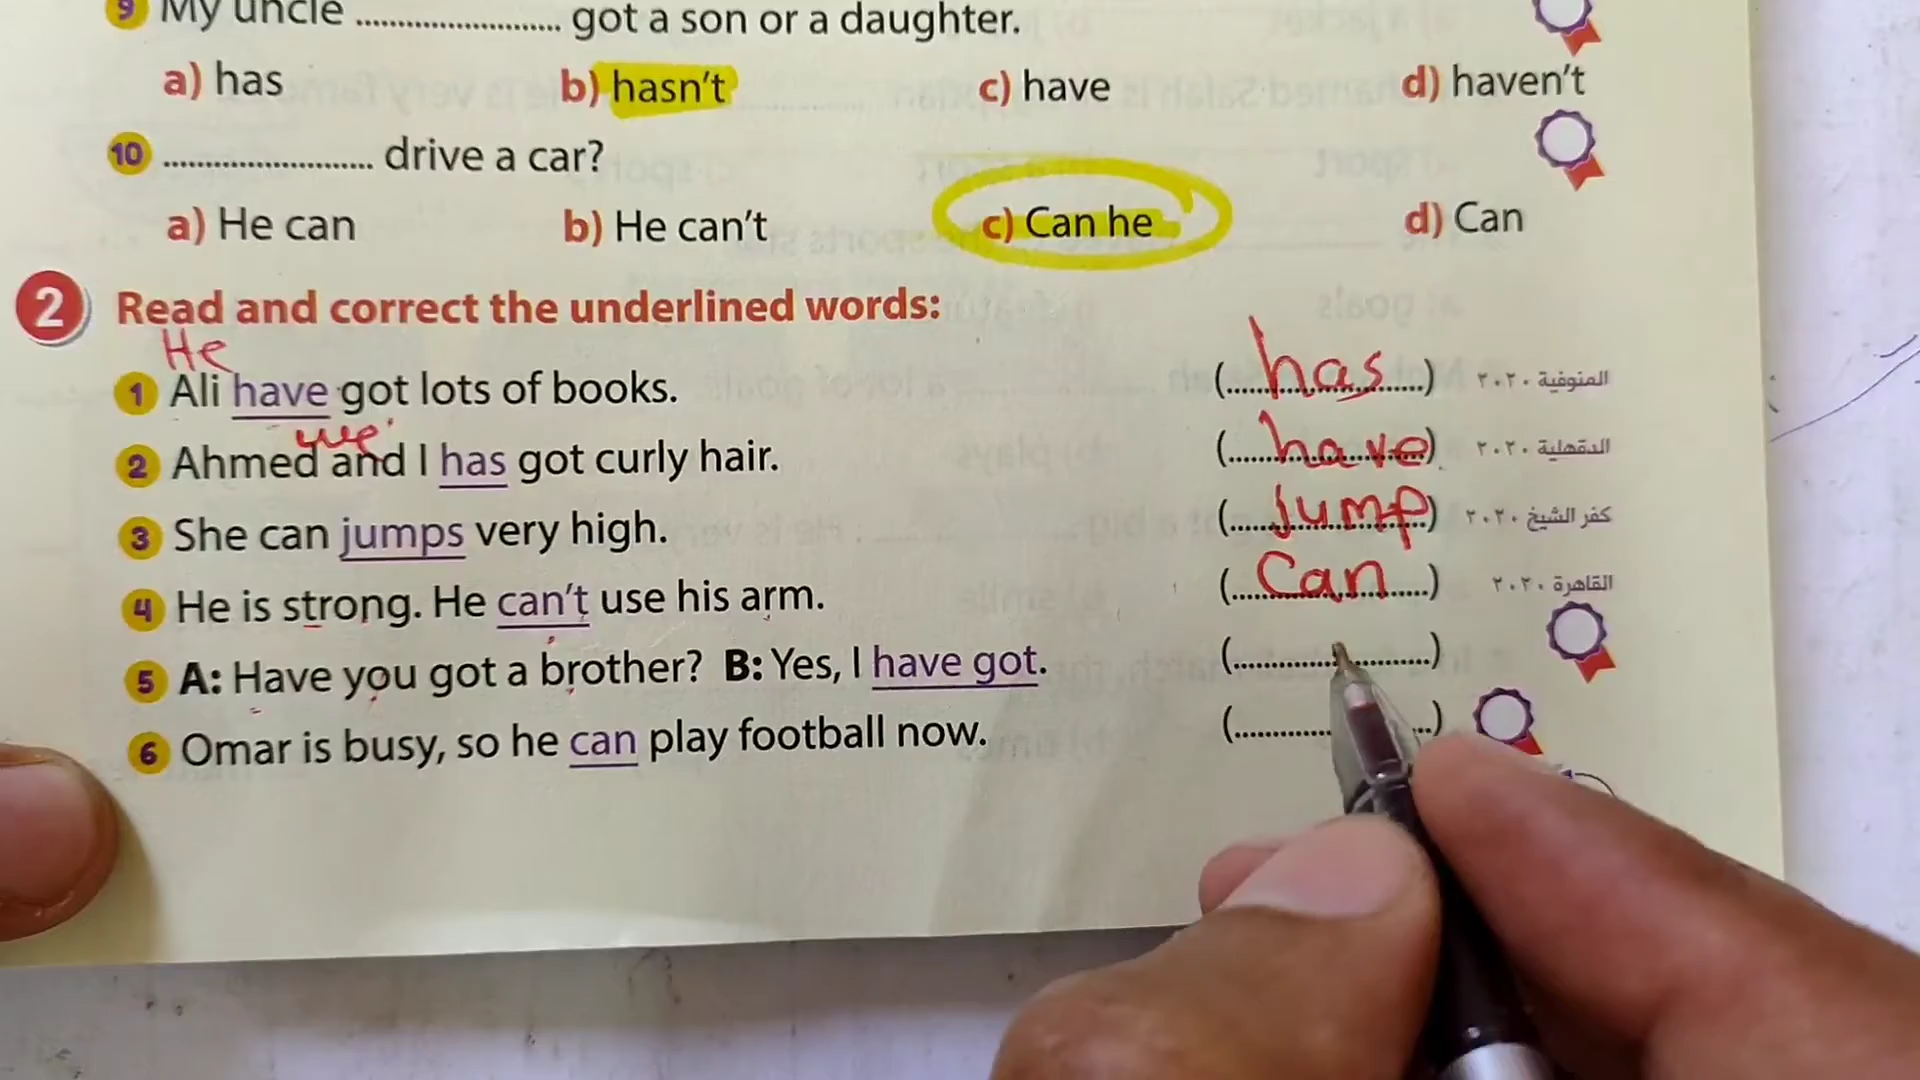 9 My uncle ........................ got a son or a daughter.
a) has b) hasn't c) have d) haven't
10 ........................ drive a car?
a) He can b) He can't c) Can he d) Can
2 Read and correct the underlined words:
He
1 Ali have got lots of books. (has) المنوفية ٢٠٢٠
we
2 Ahmed and I has got curly hair. (have) الدقهلية ٢٠٢٠
3 She can jumps very high. (Jump) كفر الشيخ ٢٠٢٠
4 He is strong. He can't use his arm. (Can) القاهرة ٢٠٢٠
5 A: Have you got a brother? B: Yes, I have got. (........................)
6 Omar is busy, so he can play football now. (........................)